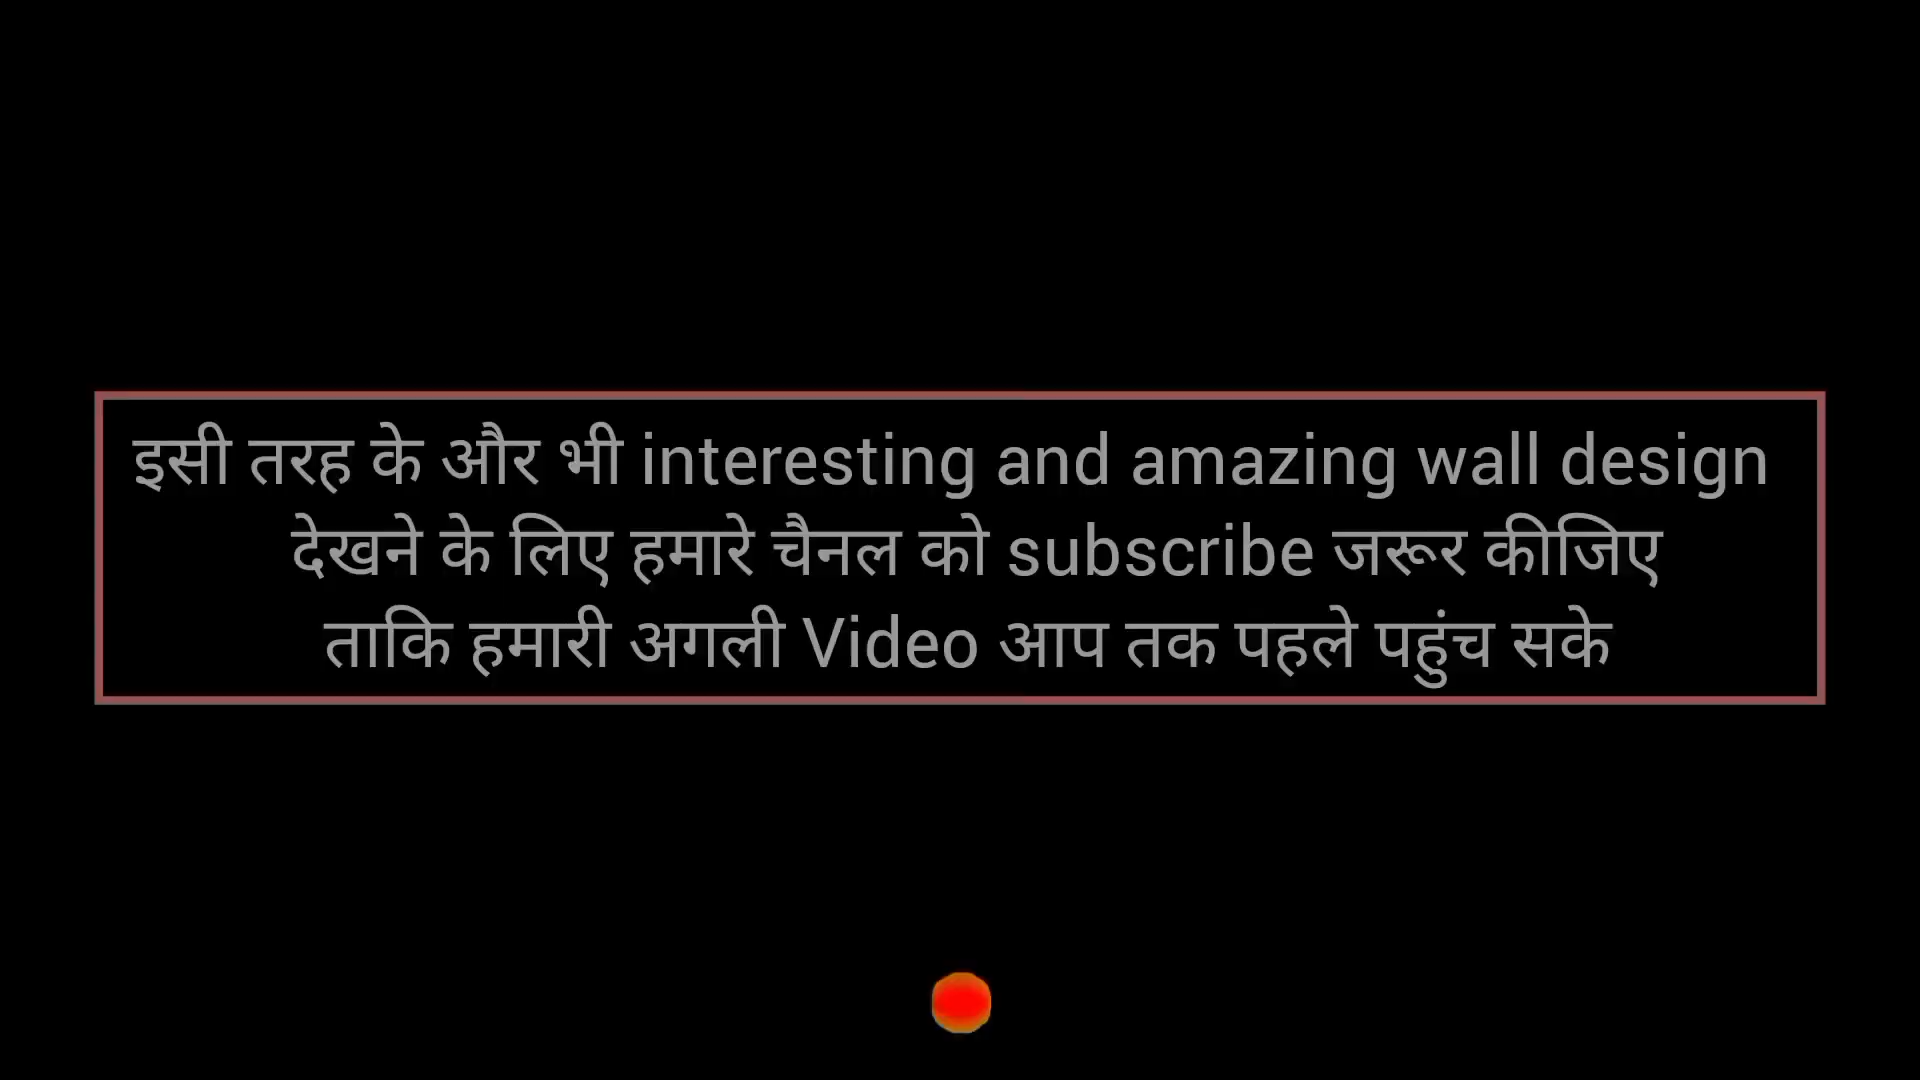 इसी तरह के और भी interesting and amazing wall design
देखने के लिए हमारे चैनल को subscribe जरूर कीजिए
ताकि हमारी अगली Video आप तक पहले पहुंच सके